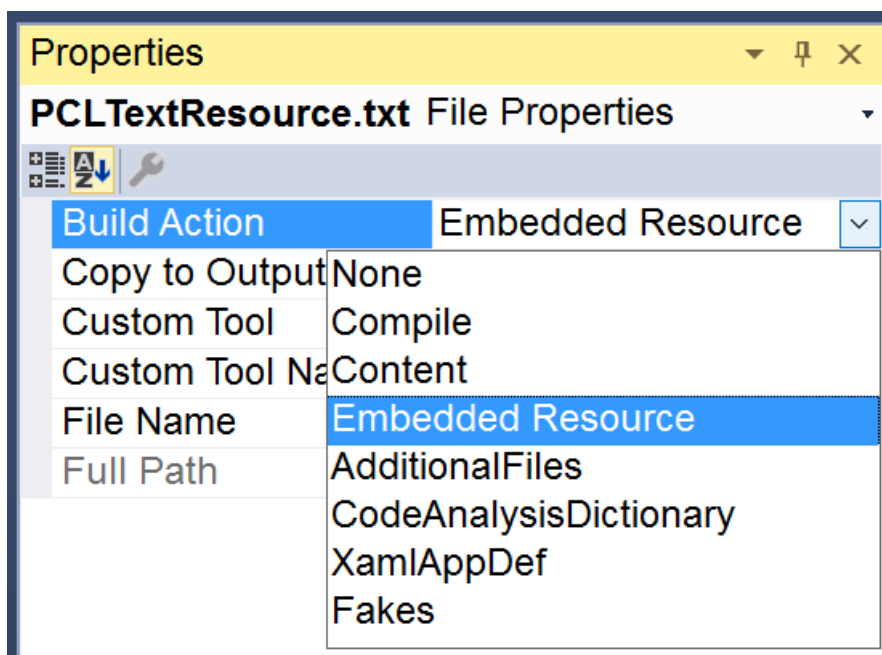 Properties
PCLTextResource.txt File Properties
Build Action Embedded Resource
Copy to Output
None
Custom Tool
Compile
Custom Tool Na
Content
File Name
Embedded Resource
Full Path
AdditionalFiles
CodeAnalysisDictionary
XamlAppDef
Fakes